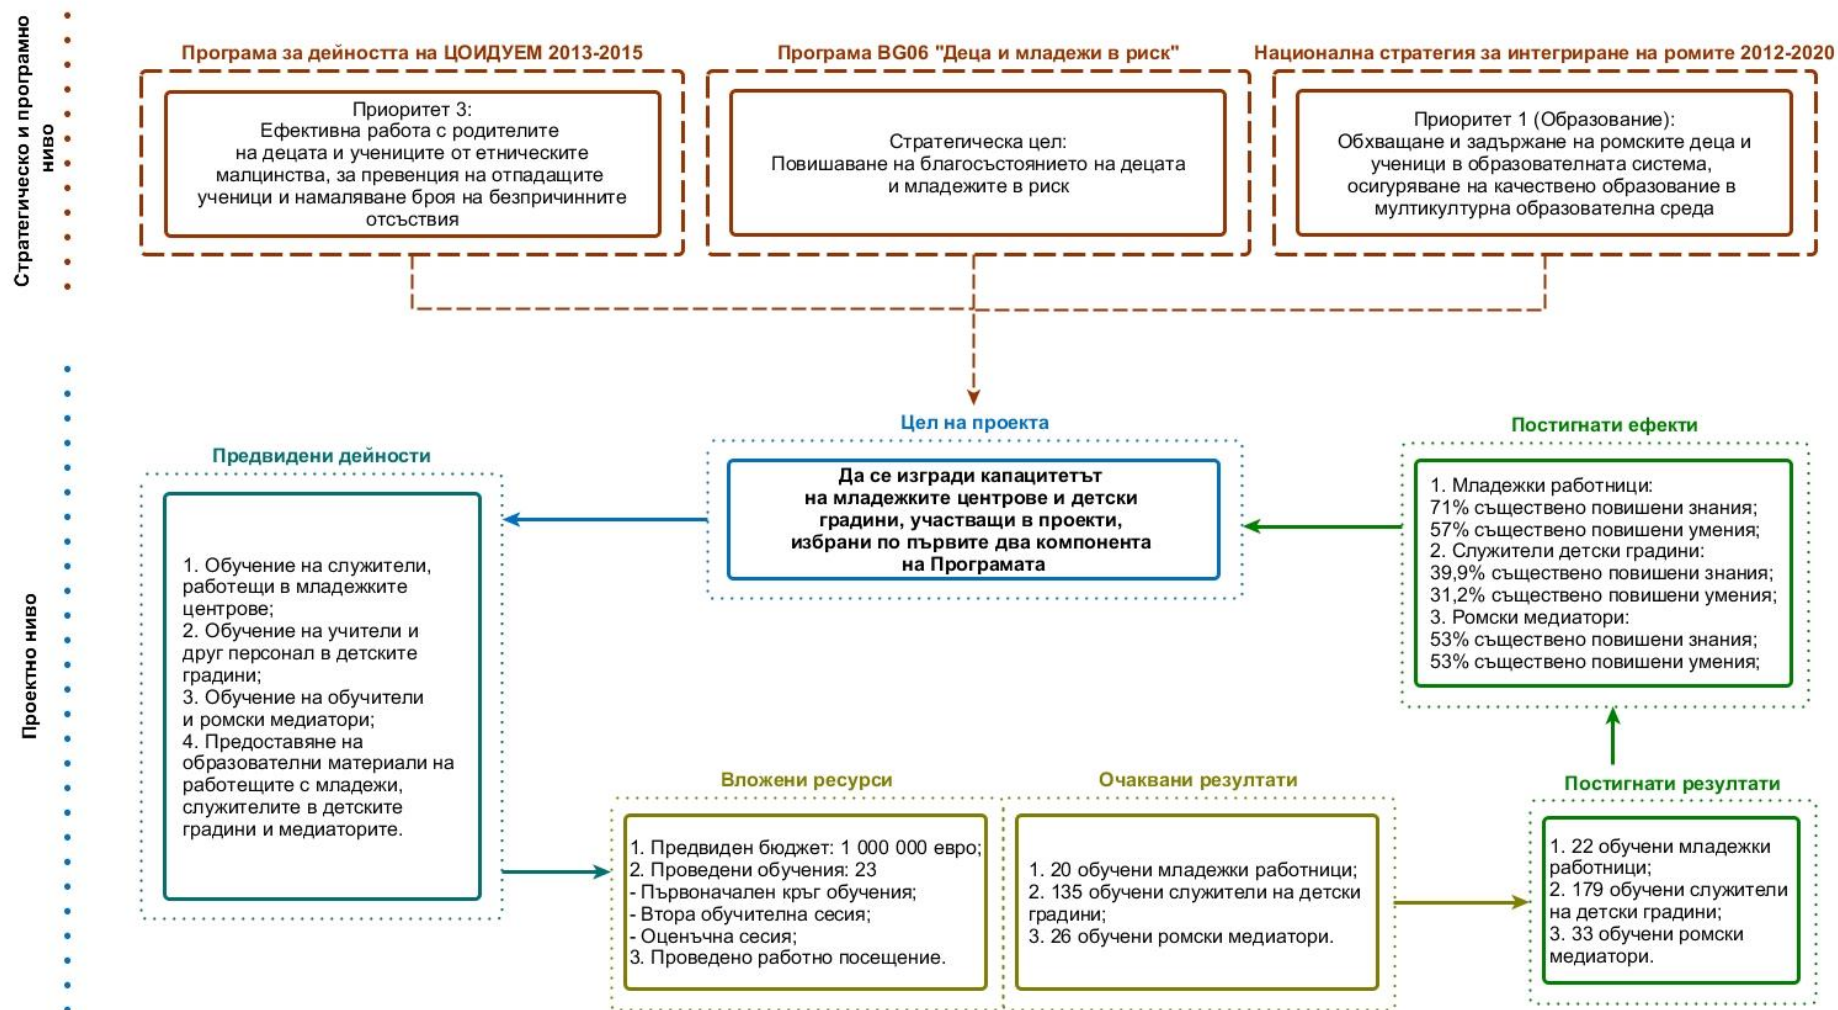 Стратегическо и програмно
ниво
Програма за дейността на ЦОИДУЕМ 2013-2015
Приоритет 3:
Ефективна работа с родителите
на децата и учениците от етническите
малцинства, за превенция на отпадащите
ученици и намаляване броя на безпричинните
отсъствия
Програма BG06 "Деца и младежи в риск"
Стратегическа цел:
Повишаване на благосъстоянието на децата
и младежите в риск
Национална стратегия за интегриране на ромите 2012-2020
Приоритет 1 (Образование):
Обхващане и задържане на ромските деца и
ученици в образователната система,
осигуряване на качествено образование в
мултикултурна образователна среда
Проектно ниво
Цел на проекта
Да се изгради капацитетът
на младежките центрове и детски
градини, участващи в проекти,
избрани по първите два компонента
на Програмата
Предвидени дейности
1. Обучение на служители,
работещи в младежките
центрове;
2. Обучение на учители и
друг персонал в детските
градини;
3. Обучение на обучители
и ромски медиатори;
4. Предоставяне на
образователни материали на
работещите с младежи,
служителите в детските
градини и медиаторите.
Вложени ресурси
1. Предвиден бюджет: 1 000 000 евро;
2. Проведени обучения: 23
- Първоначален кръг обучения;
- Втора обучителна сесия;
- Оценъчна сесия;
3. Проведено работно посещение.
Очаквани резултати
1. 20 обучени младежки работници;
2. 135 обучени служители на детски
градини;
3. 26 обучени ромски медиатори.
Постигнати резултати
1. 22 обучени младежки
работници;
2. 179 обучени служители
на детски градини;
3. 33 обучени ромски
медиатори.
Постигнати ефекти
1. Младежки работници:
71% съществено повишени знания;
57% съществено повишени умения;
2. Служители детски градини:
39,9% съществено повишени знания;
31,2% съществено повишени умения;
3. Ромски медиатори:
53% съществено повишени знания;
53% съществено повишени умения;